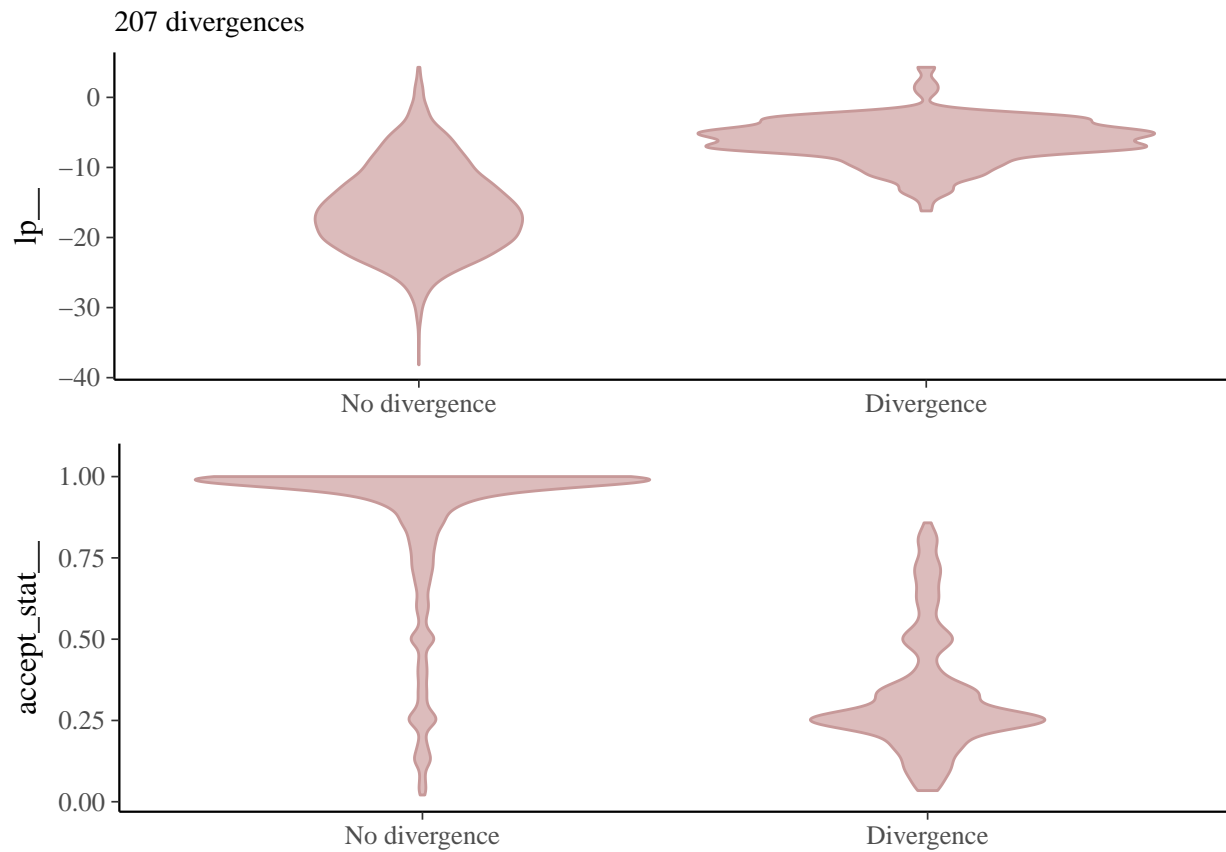 207 divergences
lp__
0
−10
−20
−30
−40
No divergence
Divergence
accept_stat__
1.00
0.75
0.50
0.25
0.00
No divergence
Divergence